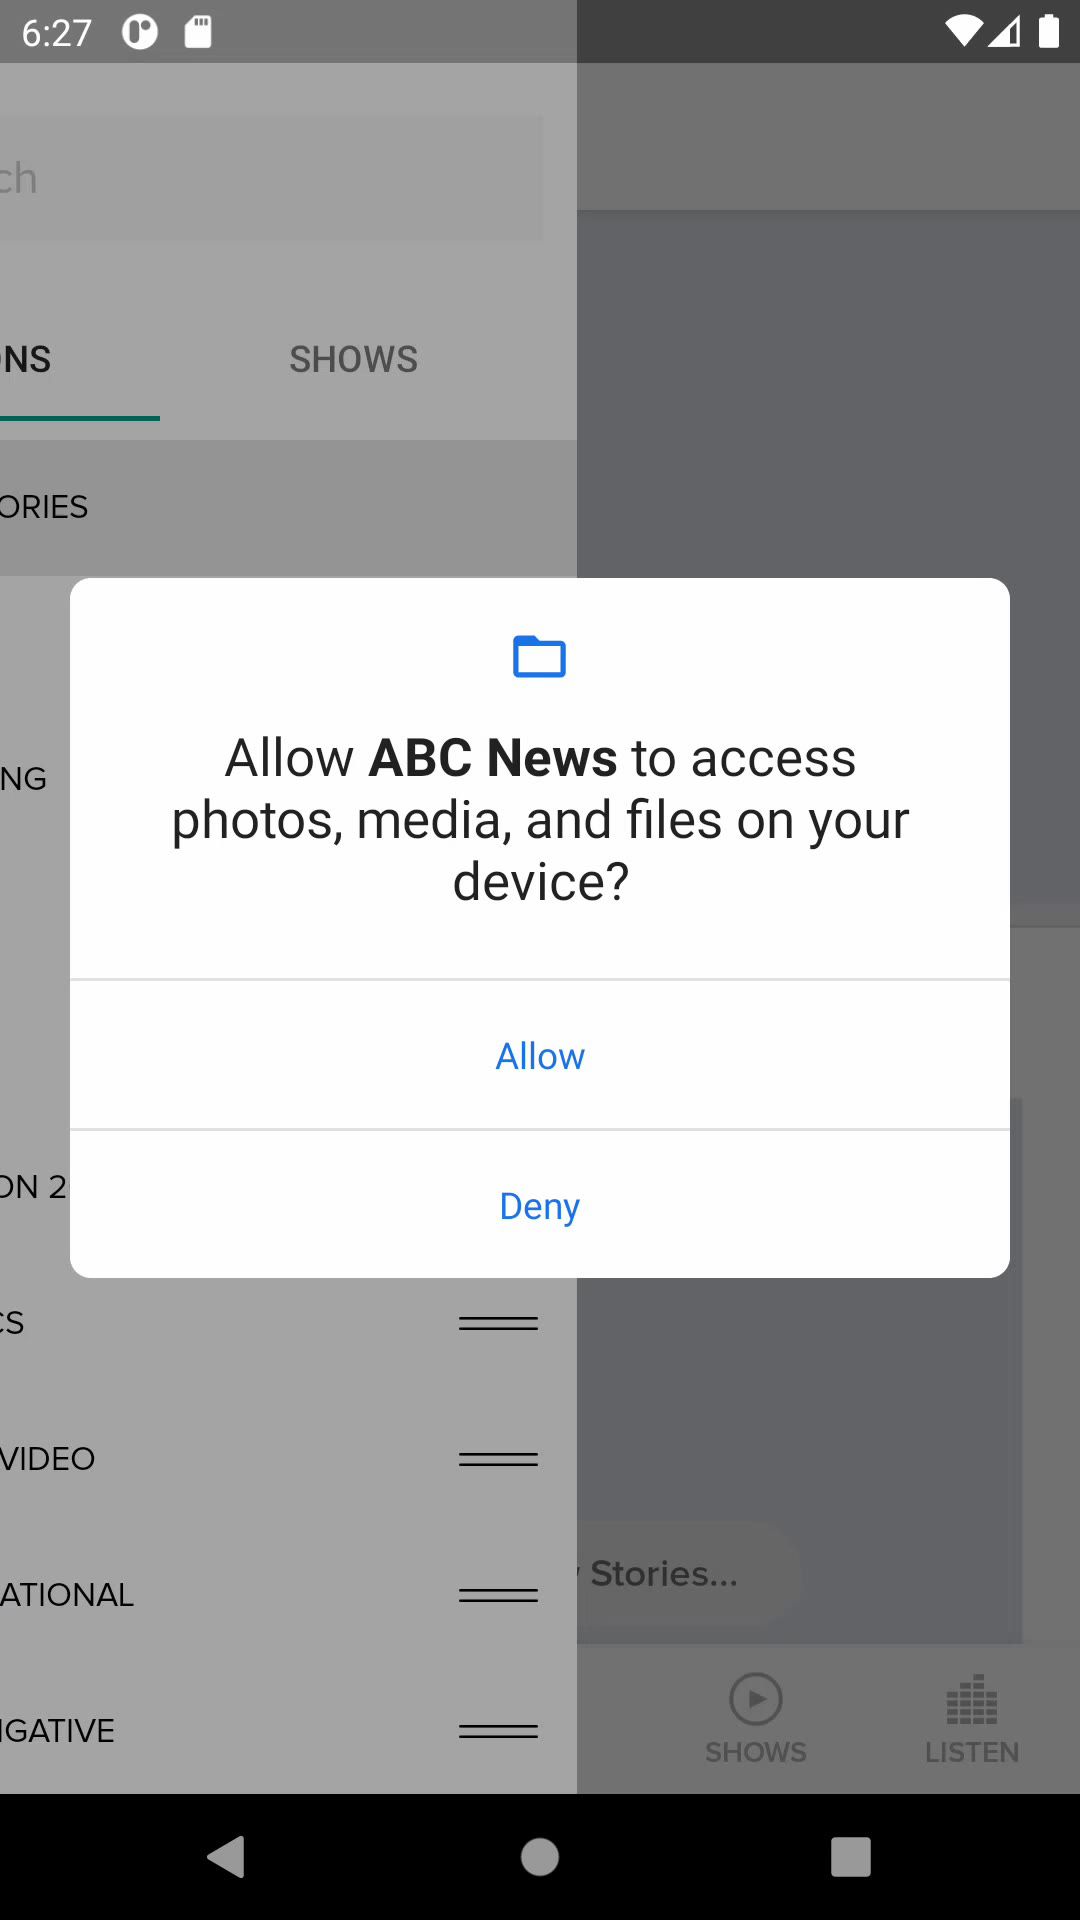 6:27
ch
ONS
SHOWS
ORIES
Allow ABC News to access
photos, media, and files on your
device?
NG
Allow
ON 2
Deny
CS
VIDEO
Stories...
ATIONAL
IGATIVE
SHOWS
LISTEN